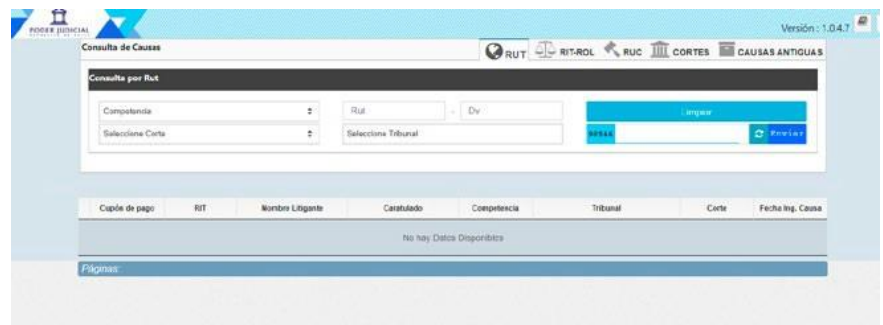 PODER JUDICIAL
Versión : 1.0.4.7
Consulta de Causas
RUT RIT-ROL RUC CORTES CAUSAS ANTIGUAS
Consulta por Rut
Competencia Rut - Dv Limpiar
Seleccione Corte Seleccione Tribunal Enviar
Cupón de pago RIT Nombre Litigante Caratulado Competencia Tribunal Corte Fecha Ing. Causa
No hay Datos Disponibles
Páginas: